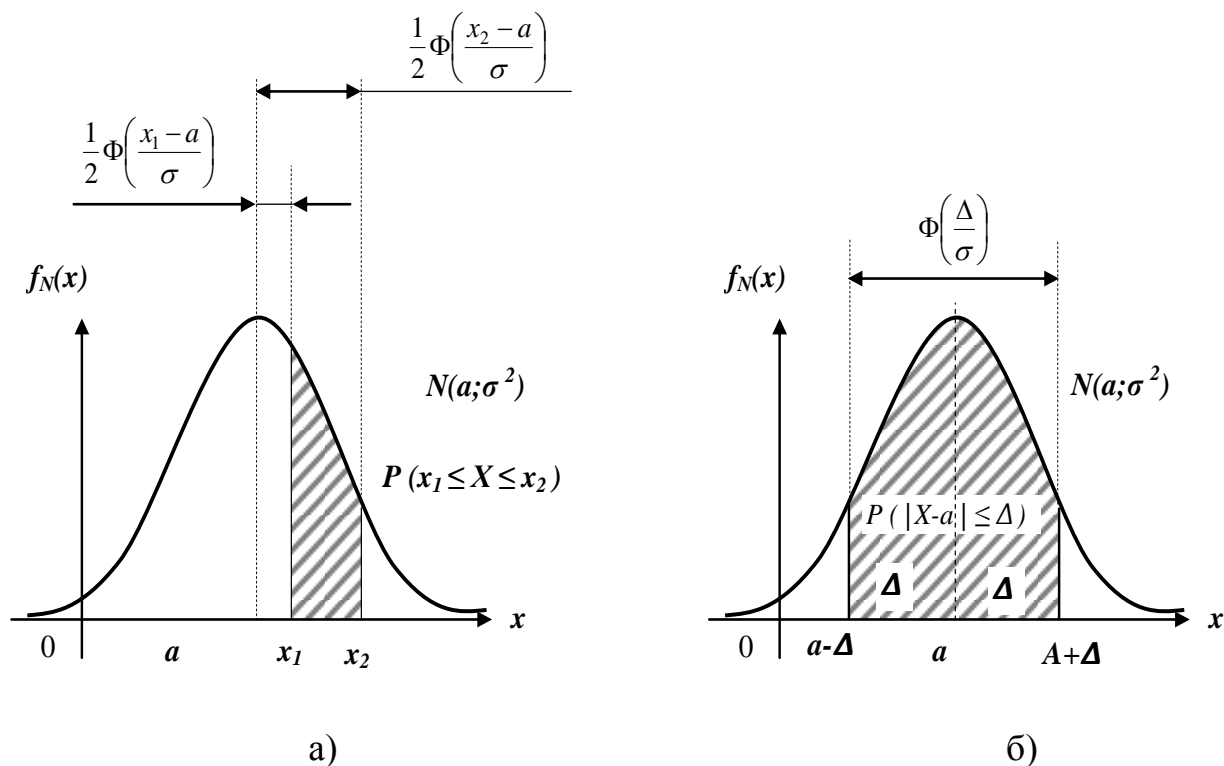 1/2 Φ((x₂ − a)/σ)
1/2 Φ((x₁ − a)/σ)
f_N(x)
N(a;σ²)
P (x₁ ≤ X ≤ x₂)
0
a
x₁
x₂
x
а)
Φ(Δ/σ)
f_N(x)
N(a;σ²)
P ( |X-a| ≤ Δ)
Δ
Δ
0
a-Δ
a
A+Δ
x
б)